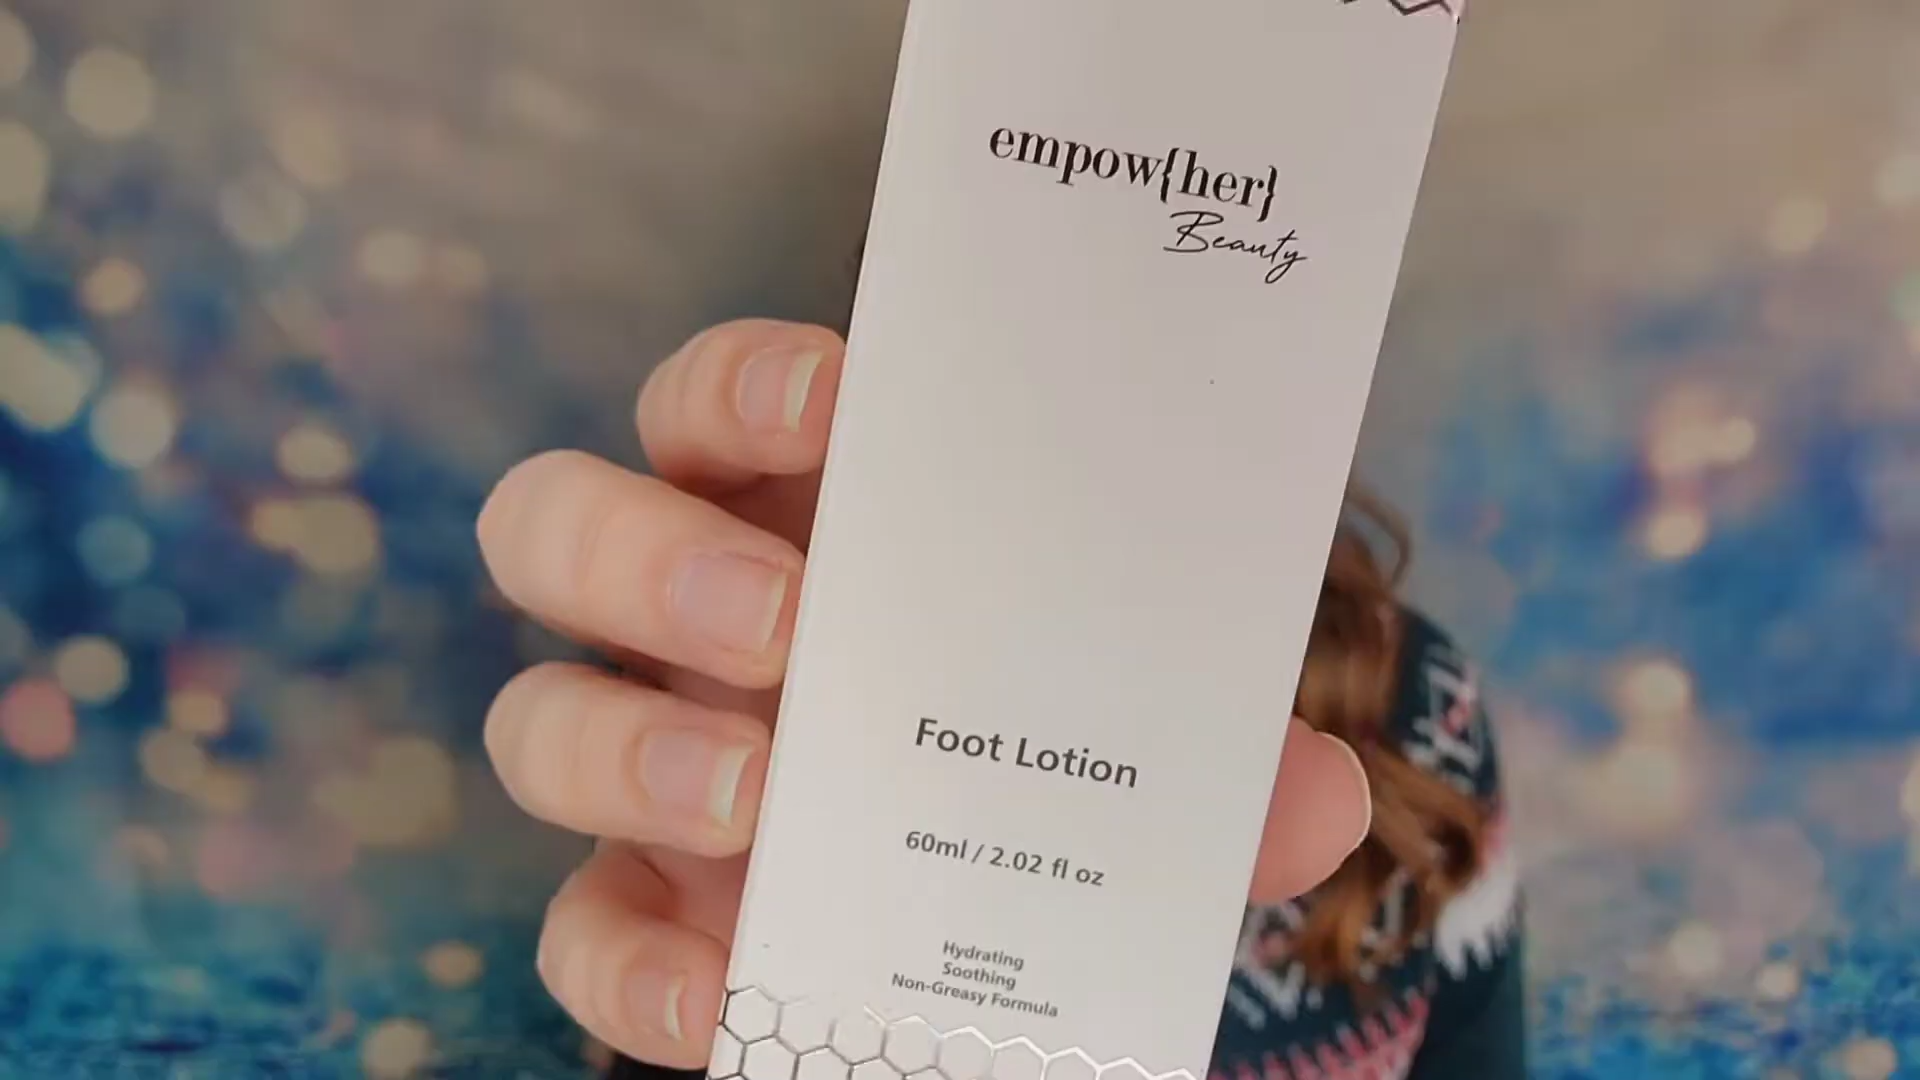 empow{her}
Beauty
Foot Lotion
60ml / 2.02 fl oz
Hydrating
Soothing
Non-Greasy Formula